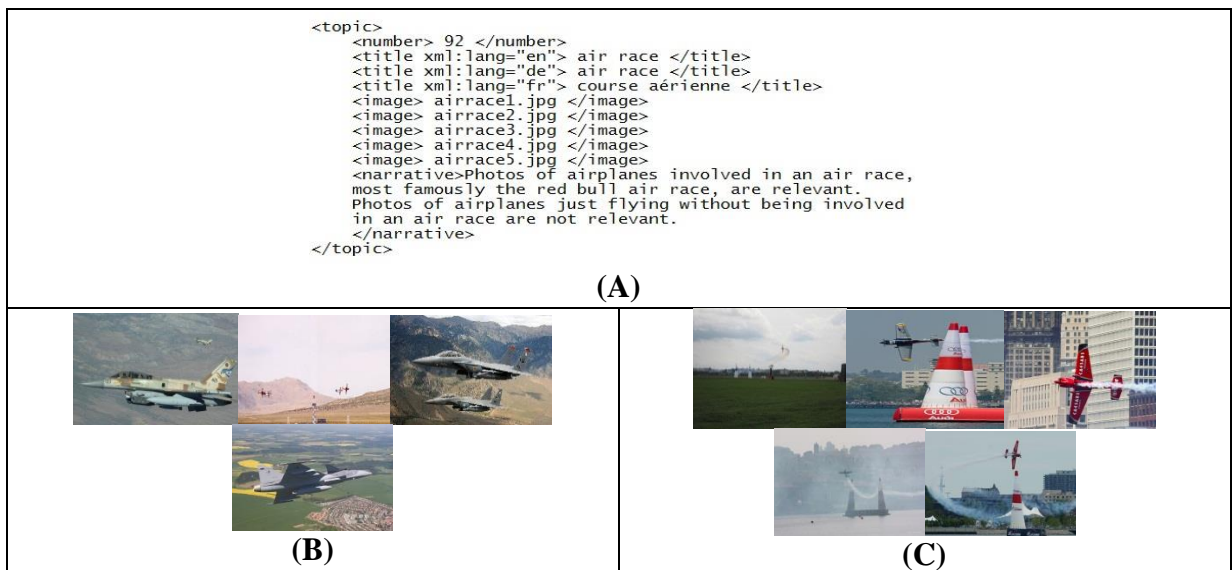 <topic>
<number> 92 </number>
<title xml:lang="en"> air race </title>
<title xml:lang="de"> air race </title>
<title xml:lang="fr"> course aérienne </title>
<image> airrace1.jpg </image>
<image> airrace2.jpg </image>
<image> airrace3.jpg </image>
<image> airrace4.jpg </image>
<image> airrace5.jpg </image>
<narrative>Photos of airplanes involved in an air race,
most famously the red bull air race, are relevant.
Photos of airplanes just flying without being involved
in an air race are not relevant.
</narrative>
</topic>
(A)
Audi
(B)
(C)